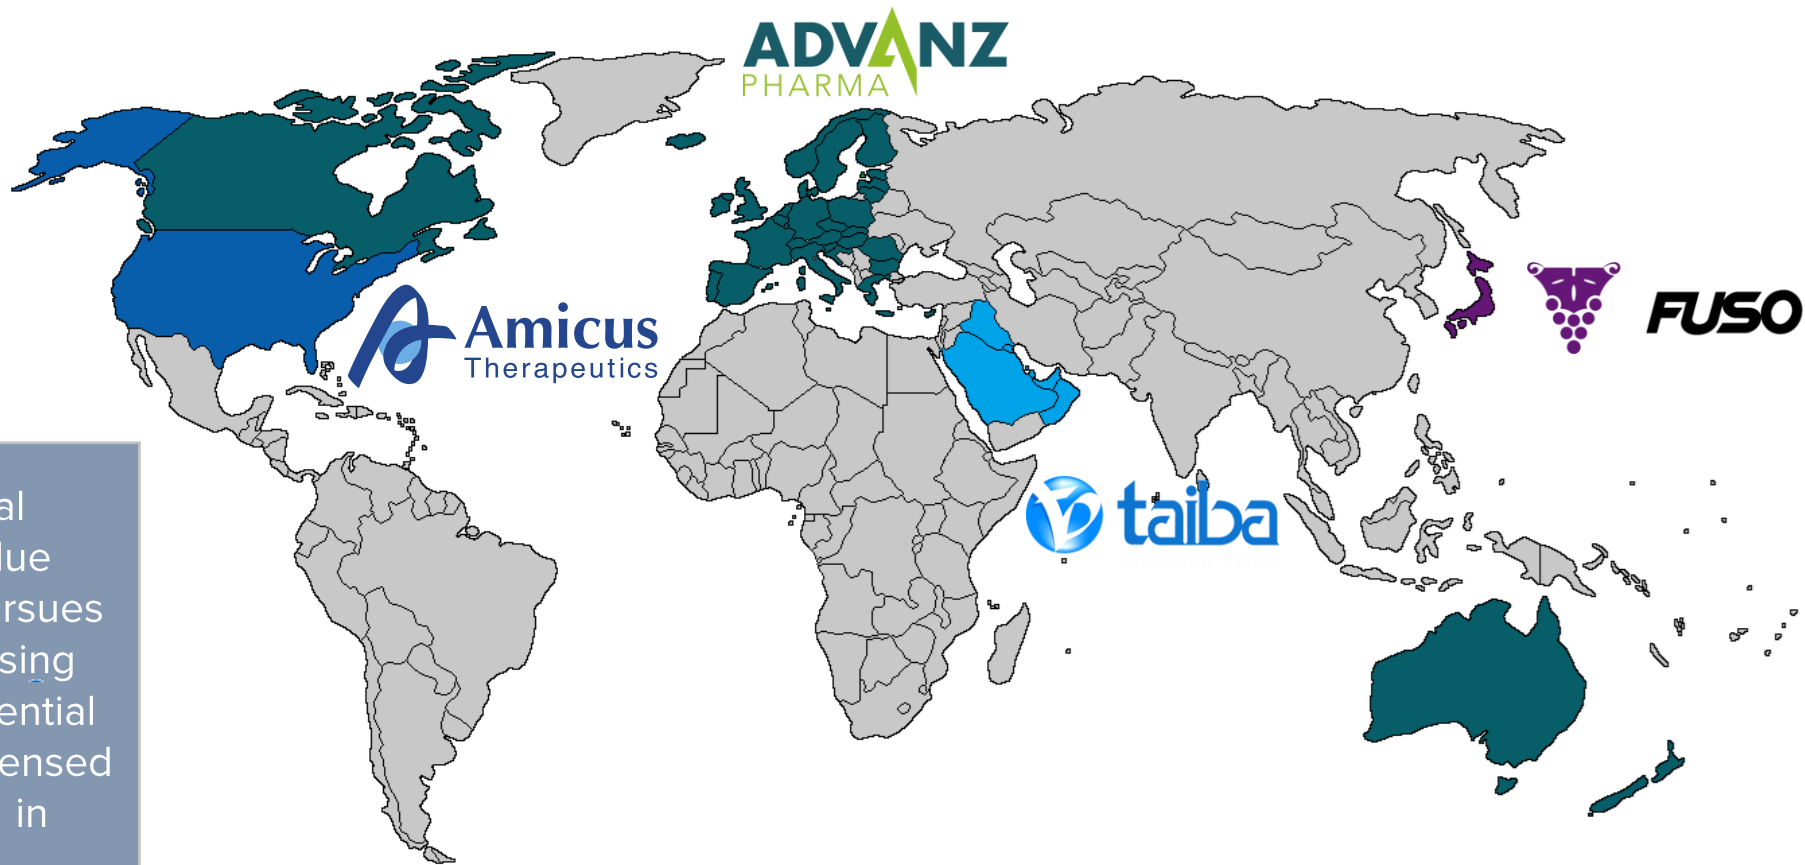 ADVANZ
PHARMA
Amicus
Therapeutics
FUSO
taiba
al
lue
rsues
sing
ential
ensed
in